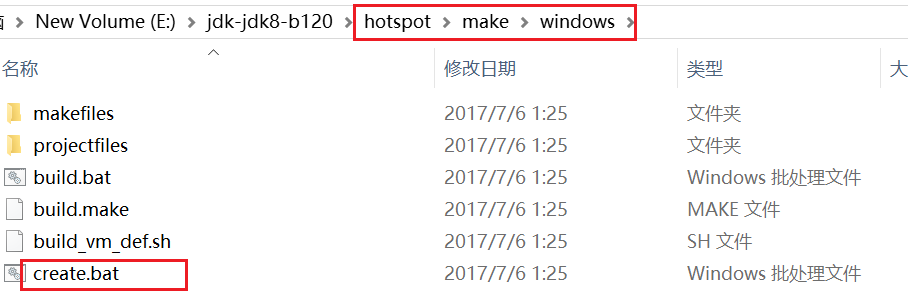 New Volume (E:) > jdk-jdk8-b120 > hotspot > make > windows >
名称 修改日期 类型
makefiles 2017/7/6 1:25 文件夹
projectfiles 2017/7/6 1:25 文件夹
build.bat 2017/7/6 1:25 Windows 批处理文件
build.make 2017/7/6 1:25 MAKE 文件
build_vm_def.sh 2017/7/6 1:25 SH 文件
create.bat 2017/7/6 1:25 Windows 批处理文件